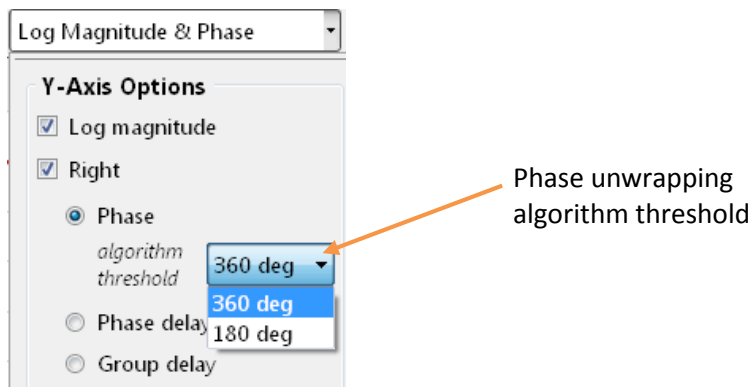 Log Magnitude & Phase
Y-Axis Options
Log magnitude
Right
Phase
algorithm
threshold
360 deg
360 deg
180 deg
Phase delay
Group delay
Phase unwrapping
algorithm threshold